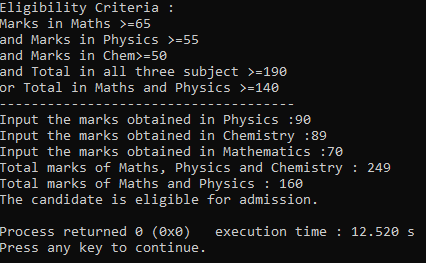 Eligibility Criteria :
Marks in Maths >=65
and Marks in Physics >=55
and Marks in Chem>=50
and Total in all three subject >=190
or Total in Maths and Physics >=140
-------------------------------------
Input the marks obtained in Physics :90
Input the marks obtained in Chemistry :89
Input the marks obtained in Mathematics :70
Total marks of Maths, Physics and Chemistry : 249
Total marks of Maths and Physics : 160
The candidate is eligible for admission.
Process returned 0 (0x0)   execution time : 12.520 s
Press any key to continue.